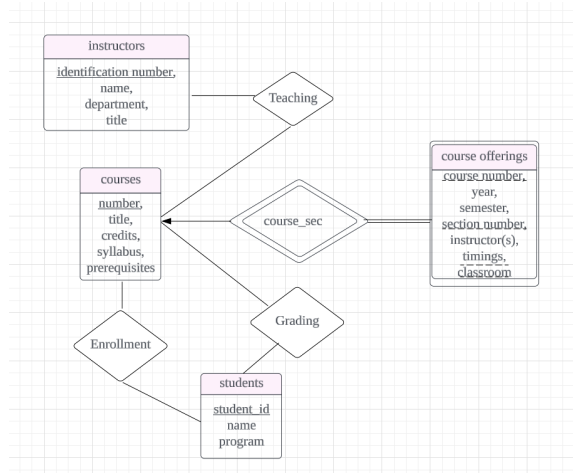 instructors
identification number,
name,
department,
title
Teaching
courses
number,
title,
credits,
syllabus,
prerequisites
course_sec
course offerings
course number,
year,
semester,
section number,
instructor(s),
timings,
classroom
Grading
Enrollment
students
student_id
name
program